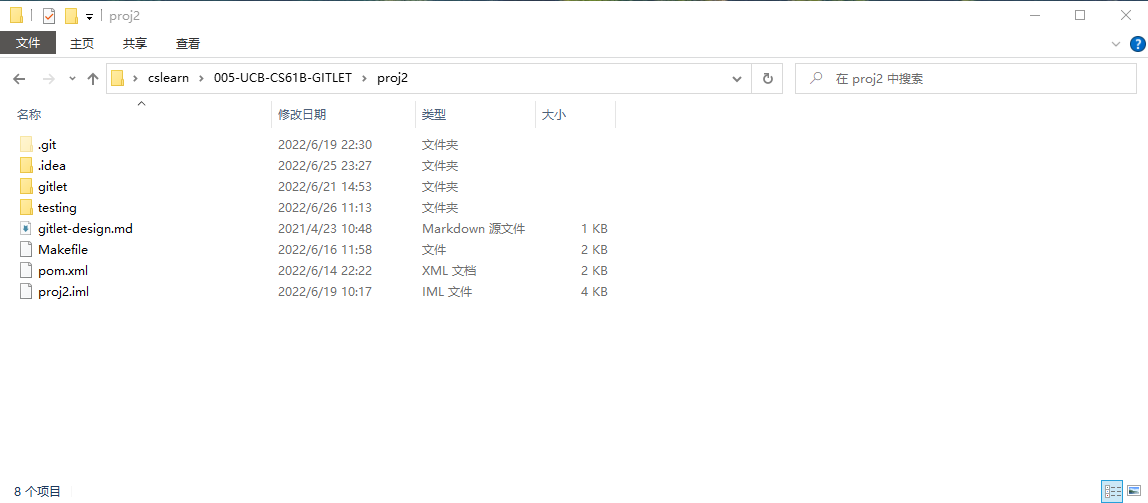 proj2
文件 主页 共享 查看
cslearn 005-UCB-CS61B-GITLET proj2 在 proj2 中搜索
名称 修改日期 类型 大小
.git 2022/6/19 22:30 文件夹
.idea 2022/6/25 23:27 文件夹
gitlet 2022/6/21 14:53 文件夹
testing 2022/6/26 11:13 文件夹
gitlet-design.md 2021/4/23 10:48 Markdown 源文件 1 KB
Makefile 2022/6/16 11:58 文件 2 KB
pom.xml 2022/6/14 22:22 XML 文档 2 KB
proj2.iml 2022/6/19 10:17 IML 文件 4 KB
8 个项目